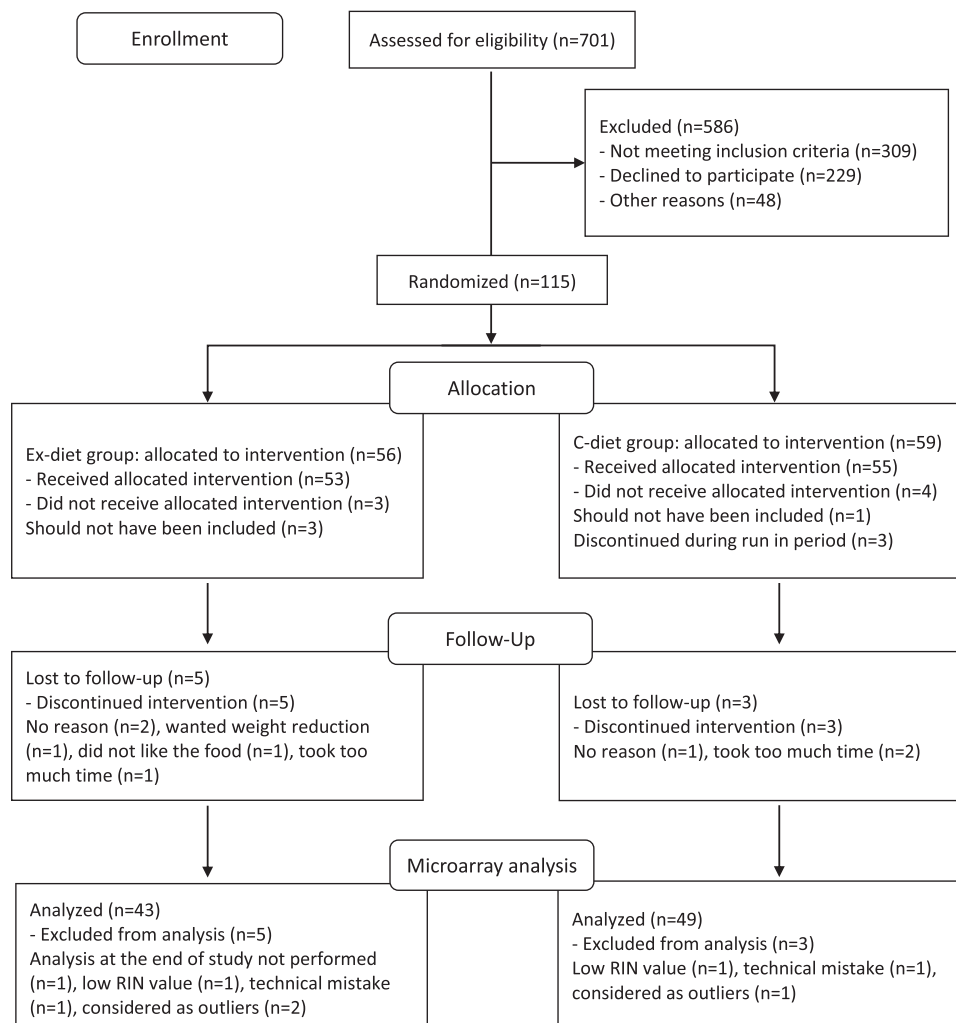 Enrollment
Assessed for eligibility (n=701)
Excluded (n=586)
- Not meeting inclusion criteria (n=309)
- Declined to participate (n=229)
- Other reasons (n=48)
Randomized (n=115)
Allocation
Ex-diet group: allocated to intervention (n=56)
- Received allocated intervention (n=53)
- Did not receive allocated intervention (n=3)
Should not have been included (n=3)
C-diet group: allocated to intervention (n=59)
- Received allocated intervention (n=55)
- Did not receive allocated intervention (n=4)
Should not have been included (n=1)
Discontinued during run in period (n=3)
Follow-Up
Lost to follow-up (n=5)
- Discontinued intervention (n=5)
No reason (n=2), wanted weight reduction
(n=1), did not like the food (n=1), took too
much time (n=1)
Lost to follow-up (n=3)
- Discontinued intervention (n=3)
No reason (n=1), took too much time (n=2)
Microarray analysis
Analyzed (n=43)
- Excluded from analysis (n=5)
Analysis at the end of study not performed
(n=1), low RIN value (n=1), technical mistake
(n=1), considered as outliers (n=2)
Analyzed (n=49)
- Excluded from analysis (n=3)
Low RIN value (n=1), technical mistake (n=1),
considered as outliers (n=1)